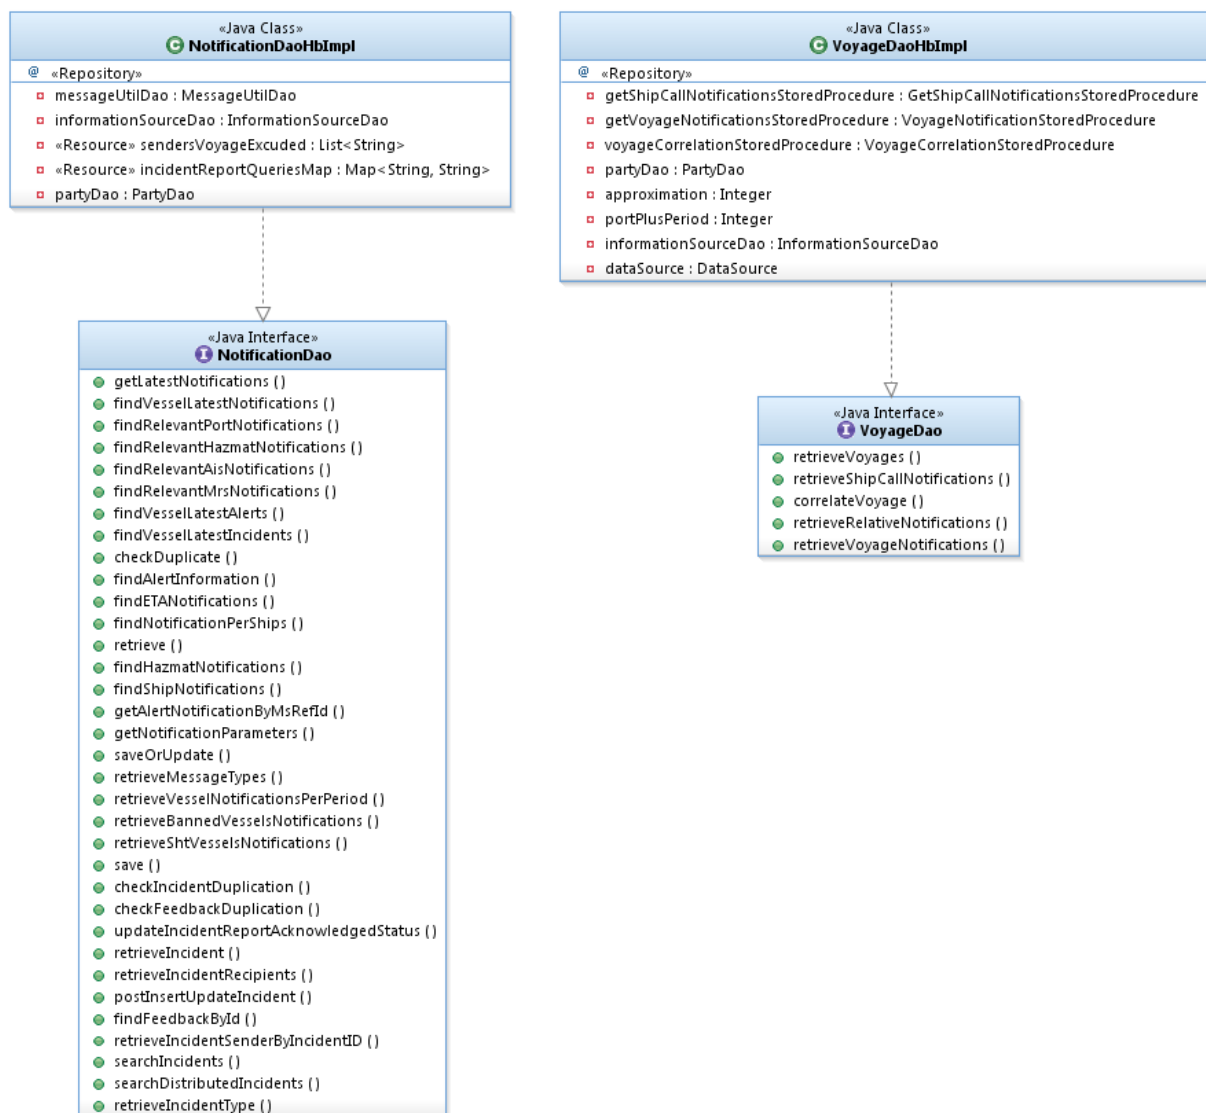 «Java Class»
NotificationDaoHbImpl
@ «Repository»
messageUtilDao : MessageUtilDao
informationSourceDao : InformationSourceDao
«Resource» sendersVoyageExcuded : List<String>
«Resource» incidentReportQueriesMap : Map<String, String>
partyDao : PartyDao
«Java Class»
VoyageDaoHbImpl
@ «Repository»
getShipCallNotificationsStoredProcedure : GetShipCallNotificationsStoredProcedure
getVoyageNotificationsStoredProcedure : VoyageNotificationStoredProcedure
voyageCorrelationStoredProcedure : VoyageCorrelationStoredProcedure
partyDao : PartyDao
approximation : Integer
portPlusPeriod : Integer
informationSourceDao : InformationSourceDao
dataSource : DataSource
«Java Interface»
NotificationDao
getLatestNotifications ()
findVesselLatestNotifications ()
findRelevantPortNotifications ()
findRelevantHazmatNotifications ()
findRelevantAisNotifications ()
findRelevantMrsNotifications ()
findVesselLatestAlerts ()
findVesselLatestIncidents ()
checkDuplicate ()
findAlertInformation ()
findETANotifications ()
findNotificationPerShips ()
retrieve ()
findHazmatNotifications ()
findShipNotifications ()
getAlertNotificationByMsRefId ()
getNotificationParameters ()
saveOrUpdate ()
retrieveMessageTypes ()
retrieveVesselNotificationsPerPeriod ()
retrieveBannedVesselsNotifications ()
retrieveShtVesselsNotifications ()
save ()
checkIncidentDuplication ()
checkFeedbackDuplication ()
updateIncidentReportAcknowledgedStatus ()
retrieveIncident ()
retrieveIncidentRecipients ()
postInsertUpdateIncident ()
findFeedbackById ()
retrieveIncidentSenderByIncidentID ()
searchIncidents ()
searchDistributedIncidents ()
retrieveIncidentType ()
«Java Interface»
VoyageDao
retrieveVoyages ()
retrieveShipCallNotifications ()
correlateVoyage ()
retrieveRelativeNotifications ()
retrieveVoyageNotifications ()